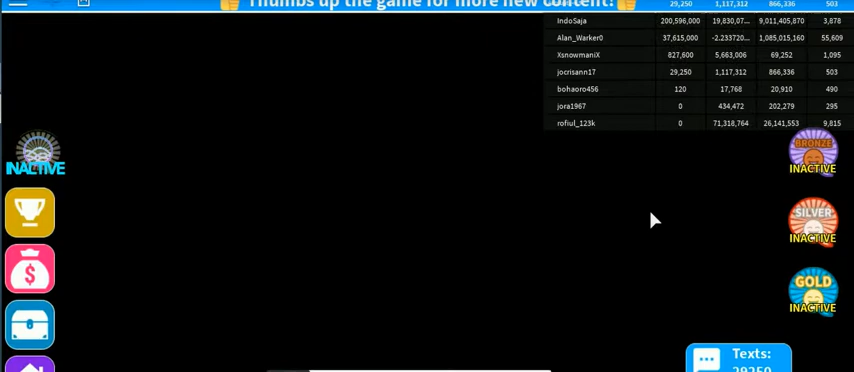 Thumbs up the game for more new content!
29,250 1,117,312 866,336 503
IndoSaja 200,596,000 19,830,07... 9,011,405,870 3,878
Alan_Warker0 37,615,000 -2.233720... 1,085,015,160 55,609
XsnowmaniX 827,600 5,663,006 69,252 1,095
jocrisann17 29,250 1,117,312 866,336 503
bohaoro456 120 17,768 20,910 490
jora1967 0 434,472 202,279 295
rofiul_123k 0 71,318,764 26,141,553 9,815
INACTIVE
BRONZE
INACTIVE
SILVER
INACTIVE
GOLD
INACTIVE
Texts:
29250